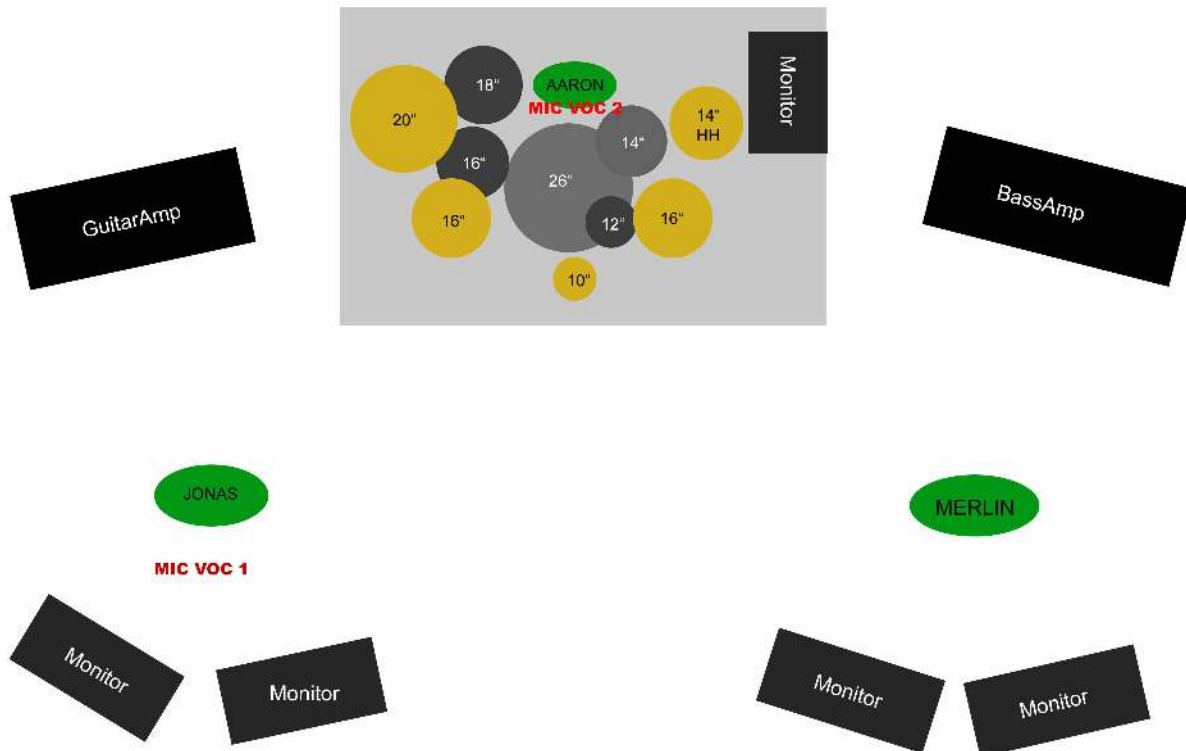 Monitor
18“
AARON
MIC VOC 2
20“
14“
HH
14“
16“
26“
GuitarAmp
BassAmp
16“
12“
16“
10“
JONAS
MERLIN
MIC VOC 1
Monitor
Monitor
Monitor
Monitor